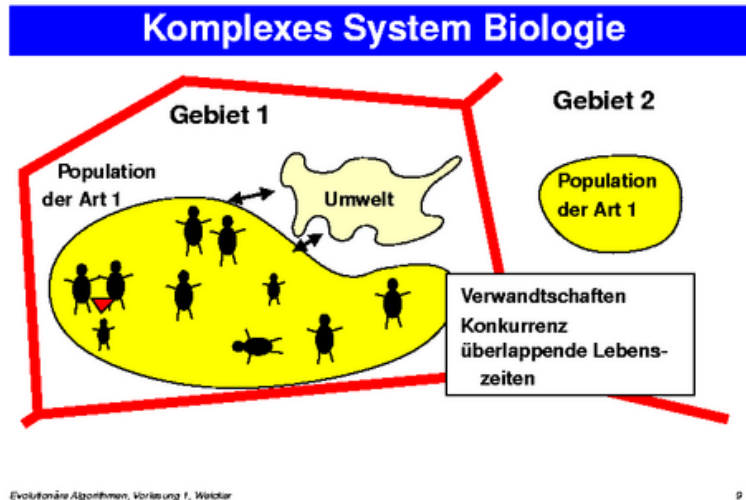 Komplexes System Biologie
Gebiet 1
Gebiet 2
Population
der Art 1
Umwelt
Population
der Art 1
Verwandtschaften
Konkurrenz
überlappende Lebens-
zeiten
Evolutionäre Algorithmen, Vorlesung 1, Weicker
9